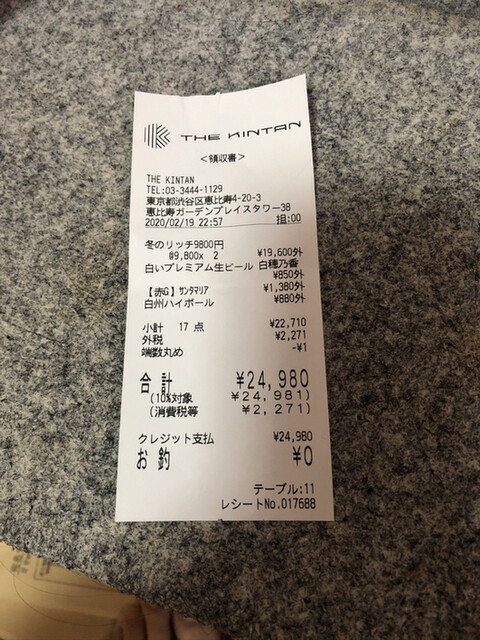 THE KINTAN
<領収書>
THE KINTAN
TEL:03-3444-1129
東京都渋谷区恵比寿4-20-3
恵比寿ガーデンプレイスタワー38
2020/02/19 22:57 担:00
冬のリッチ9800円
@9,800x 2 ¥19,600外
白いプレミアム生ビール 白穂乃香
¥850外
【赤G】サンタマリア ¥1,380外
白州ハイボール ¥880外
小計 17 点 ¥22,710
外税 ¥2,271
端数丸め -¥1
合計 ¥24,980
(10%対象 ¥24,981)
(消費税等 ¥2,271)
クレジット支払 ¥24,980
お釣 ¥0
テーブル:11
レシートNo.017688